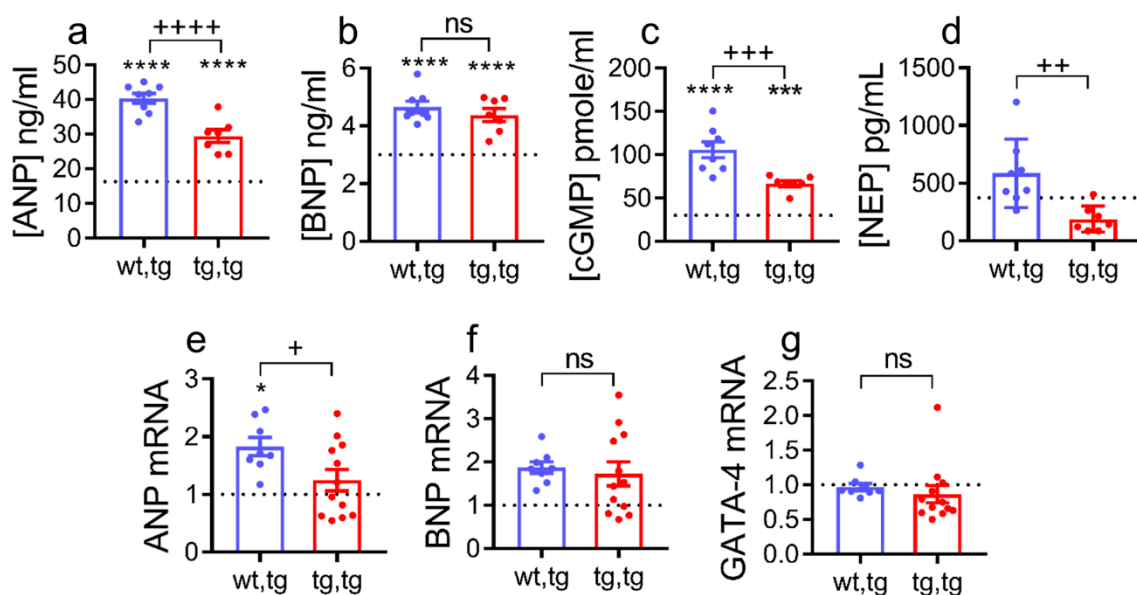 a
++++
**** ****
[ANP] ng/ml
50
40
30
20
10
0
wt,tg tg,tg
b
ns
**** ****
[BNP] ng/ml
6
4
2
0
wt,tg tg,tg
c
+++
**** ***
[cGMP] pmole/ml
200
150
100
50
0
wt,tg tg,tg
d
++
[NEP] pg/mL
1500
1000
500
0
wt,tg tg,tg
e
+
*
ANP mRNA
3
2
1
0
wt,tg tg,tg
f
ns
BNP mRNA
4
3
2
1
0
wt,tg tg,tg
g
ns
GATA-4 mRNA
2.5
2.0
1.5
1.0
0.5
0.0
wt,tg tg,tg